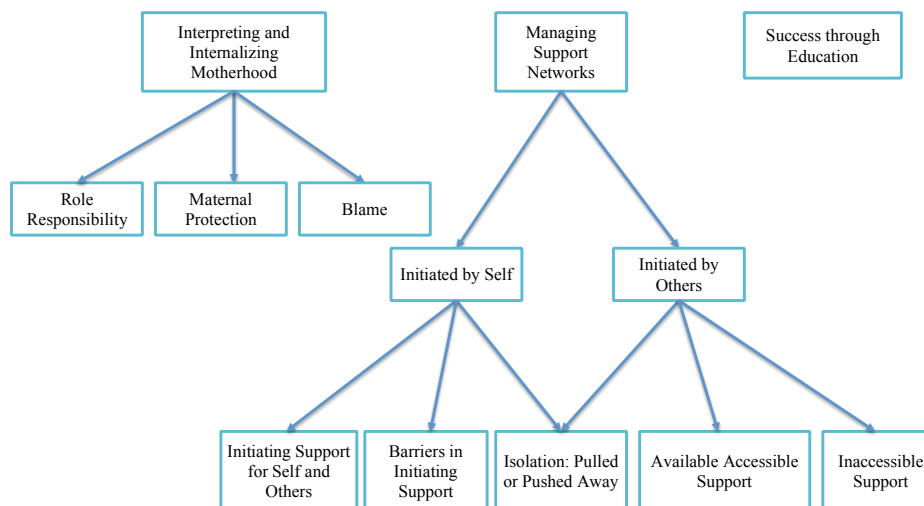 Interpreting and
Internalizing
Motherhood
Managing
Support
Networks
Success through
Education
Role
Responsibility
Maternal
Protection
Blame
Initiated by Self
Initiated by
Others
Initiating Support
for Self and
Others
Barriers in
Initiating
Support
Isolation: Pulled
or Pushed Away
Available Accessible
Support
Inaccessible
Support